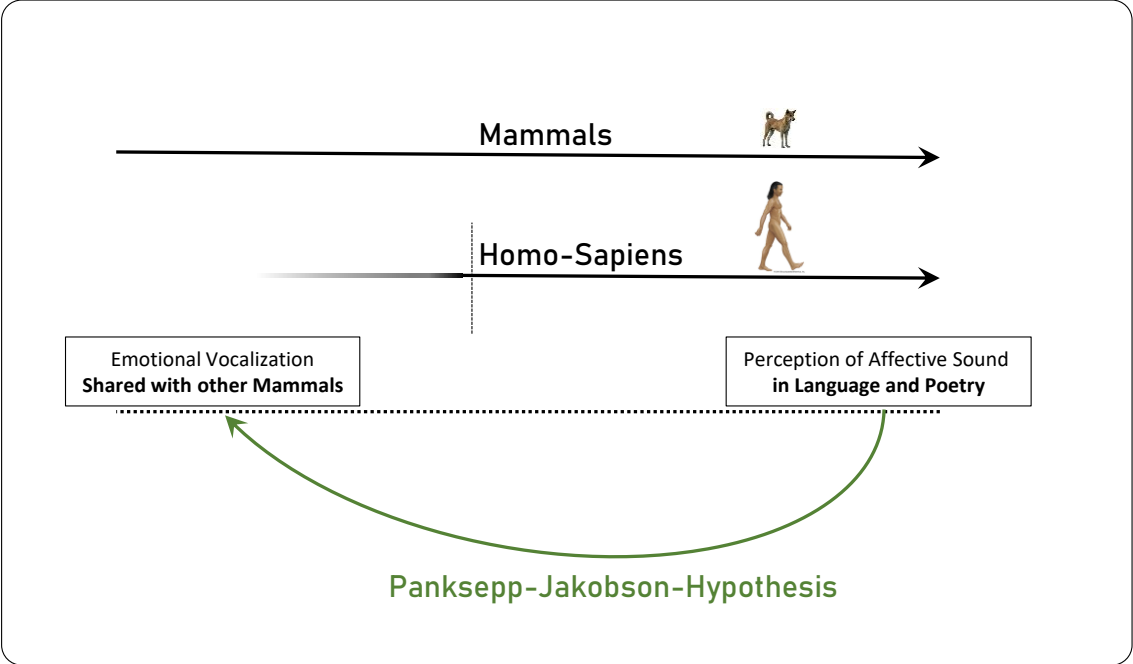 Mammals
Homo-Sapiens
Emotional Vocalization
Shared with other Mammals
Perception of Affective Sound
in Language and Poetry
Panksepp-Jakobson-Hypothesis